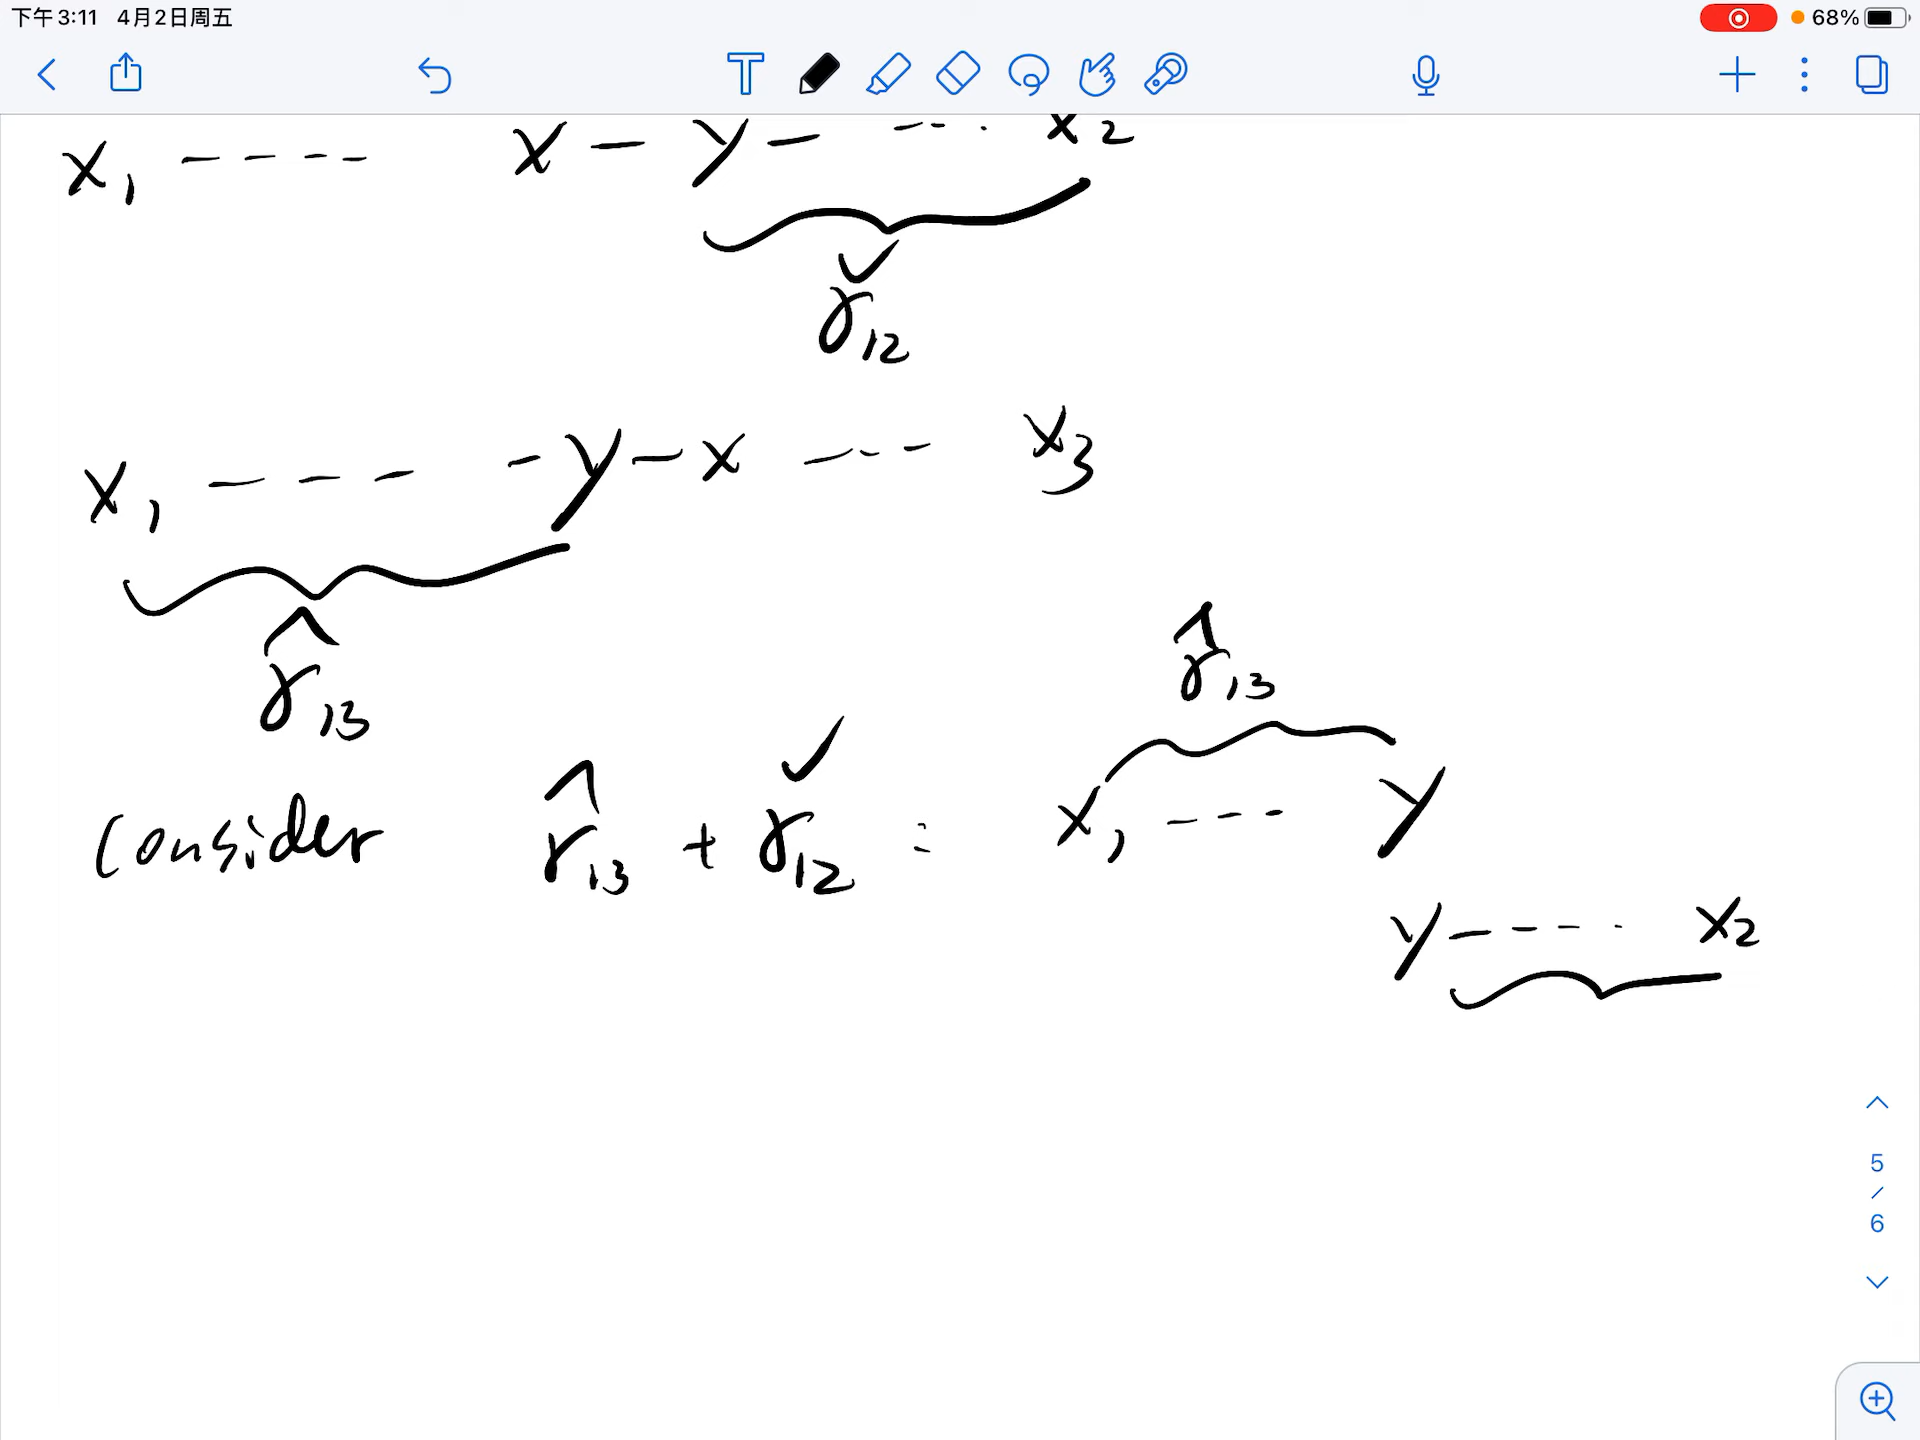 下午3:11 4月2日周五
68%
T
x₁ ---- x - y - --· x₂
γ̌₁₂
x₁ --- -y-x --- x₃
γ̂₁₃
γ̂₁₃
consider γ̂₁₃ + γ̌₁₂ = x₁ --- y
y ---- x₂
5
/
6